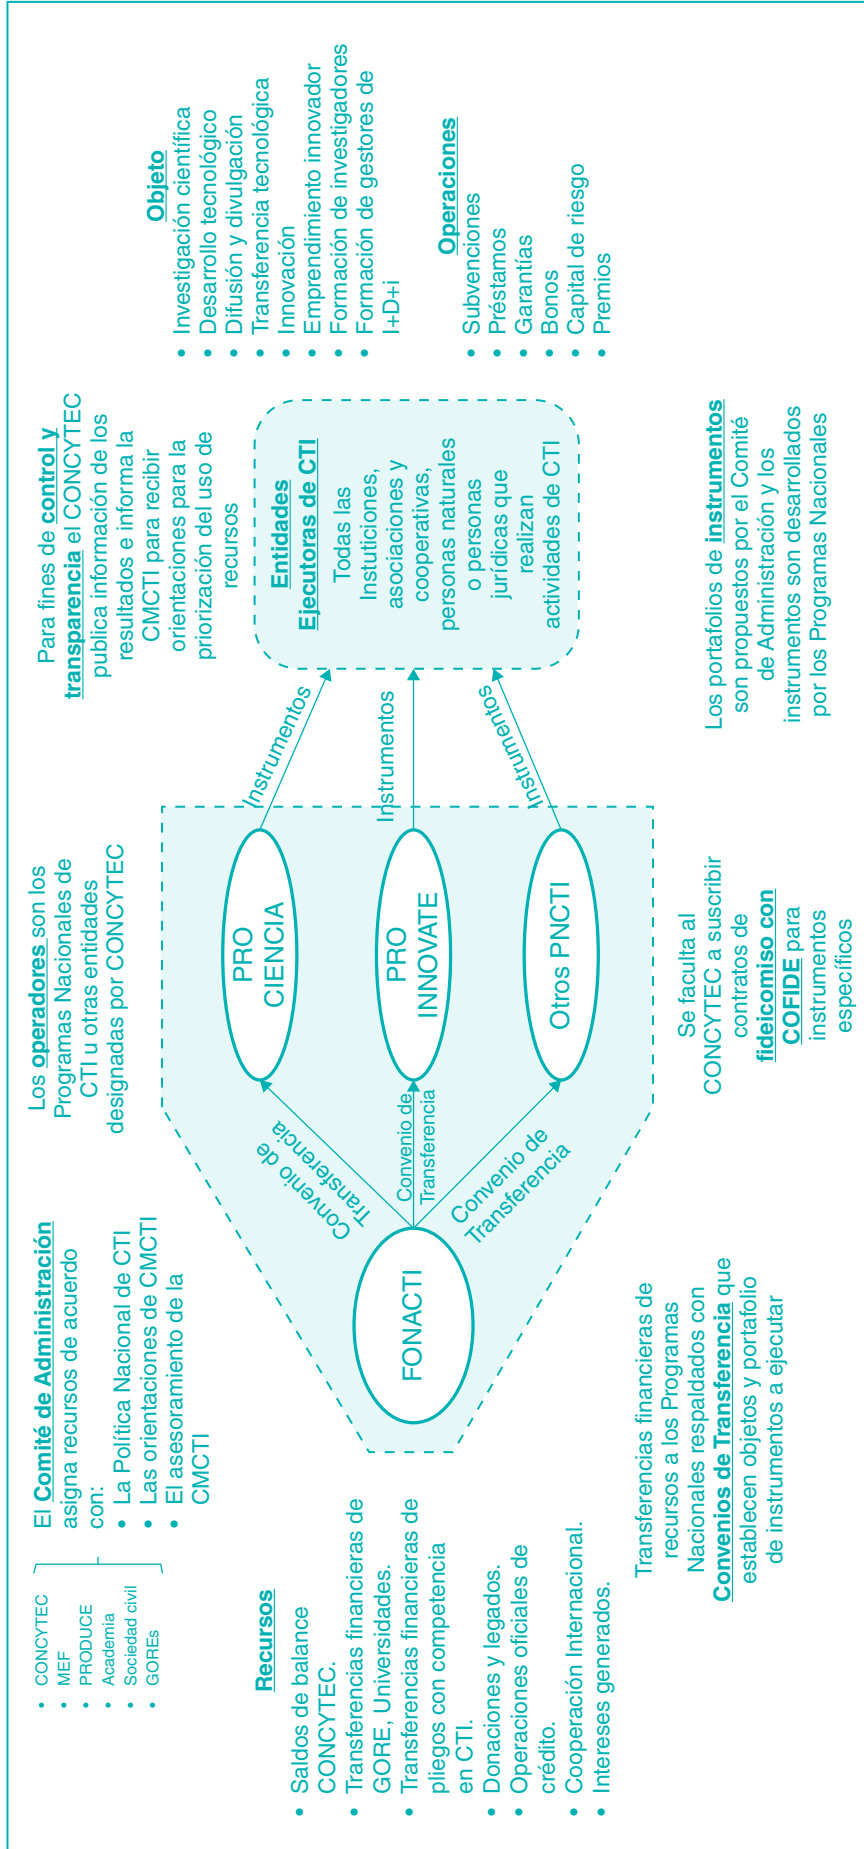 CONCYTEC
MEF
PRODUCE
Academia
Sociedad civil
GOREs
El Comité de Administración
asigna recursos de acuerdo
con:
• La Política Nacional de CTI
• Las orientaciones de CMCTI
• El asesoramiento de la
CMCTI
Los operadores son los
Programas Nacionales de
CTI u otras entidades
designadas por CONCYTEC
Para fines de control y
transparencia el CONCYTEC
publica información de los
resultados e informa la
CMCTI para recibir
orientaciones para la
priorización del uso de
recursos
Recursos
• Saldos de balance
CONCYTEC.
• Transferencias financieras de
GORE, Universidades.
• Transferencias financieras de
pliegos con competencia
en CTI.
• Donaciones y legados.
• Operaciones oficiales de
crédito.
• Cooperación Internacional.
• Intereses generados.
FONACTI
Convenio de
Transferencia
Convenio de
Transferencia
Convenio de
Transferencia
PRO
CIENCIA
PRO
INNOVATE
Otros PNCTI
Instrumentos
Instrumentos
Instrumentos
Entidades
Ejecutoras de CTI
Todas las
Instuticiones,
asociaciones y
cooperativas,
personas naturales
o personas
jurídicas que
realizan
actividades de CTI
Objeto
• Investigación científica
• Desarrollo tecnológico
• Difusión y divulgación
• Transferencia tecnológica
• Innovación
• Emprendimiento innovador
• Formación de investigadores
• Formación de gestores de
I+D+i
Operaciones
• Subvenciones
• Préstamos
• Garantías
• Bonos
• Capital de riesgo
• Premios
Transferencias financieras de
recursos a los Programas
Nacionales respaldados con
Convenios de Transferencia que
establecen objetos y portafolio
de instrumentos a ejecutar
Se faculta al
CONCYTEC a suscribir
contratos de
fideicomiso con
COFIDE para
instrumentos
específicos
Los portafolios de instrumentos
son propuestos por el Comité
de Administración y los
instrumentos son desarrollados
por los Programas Nacionales